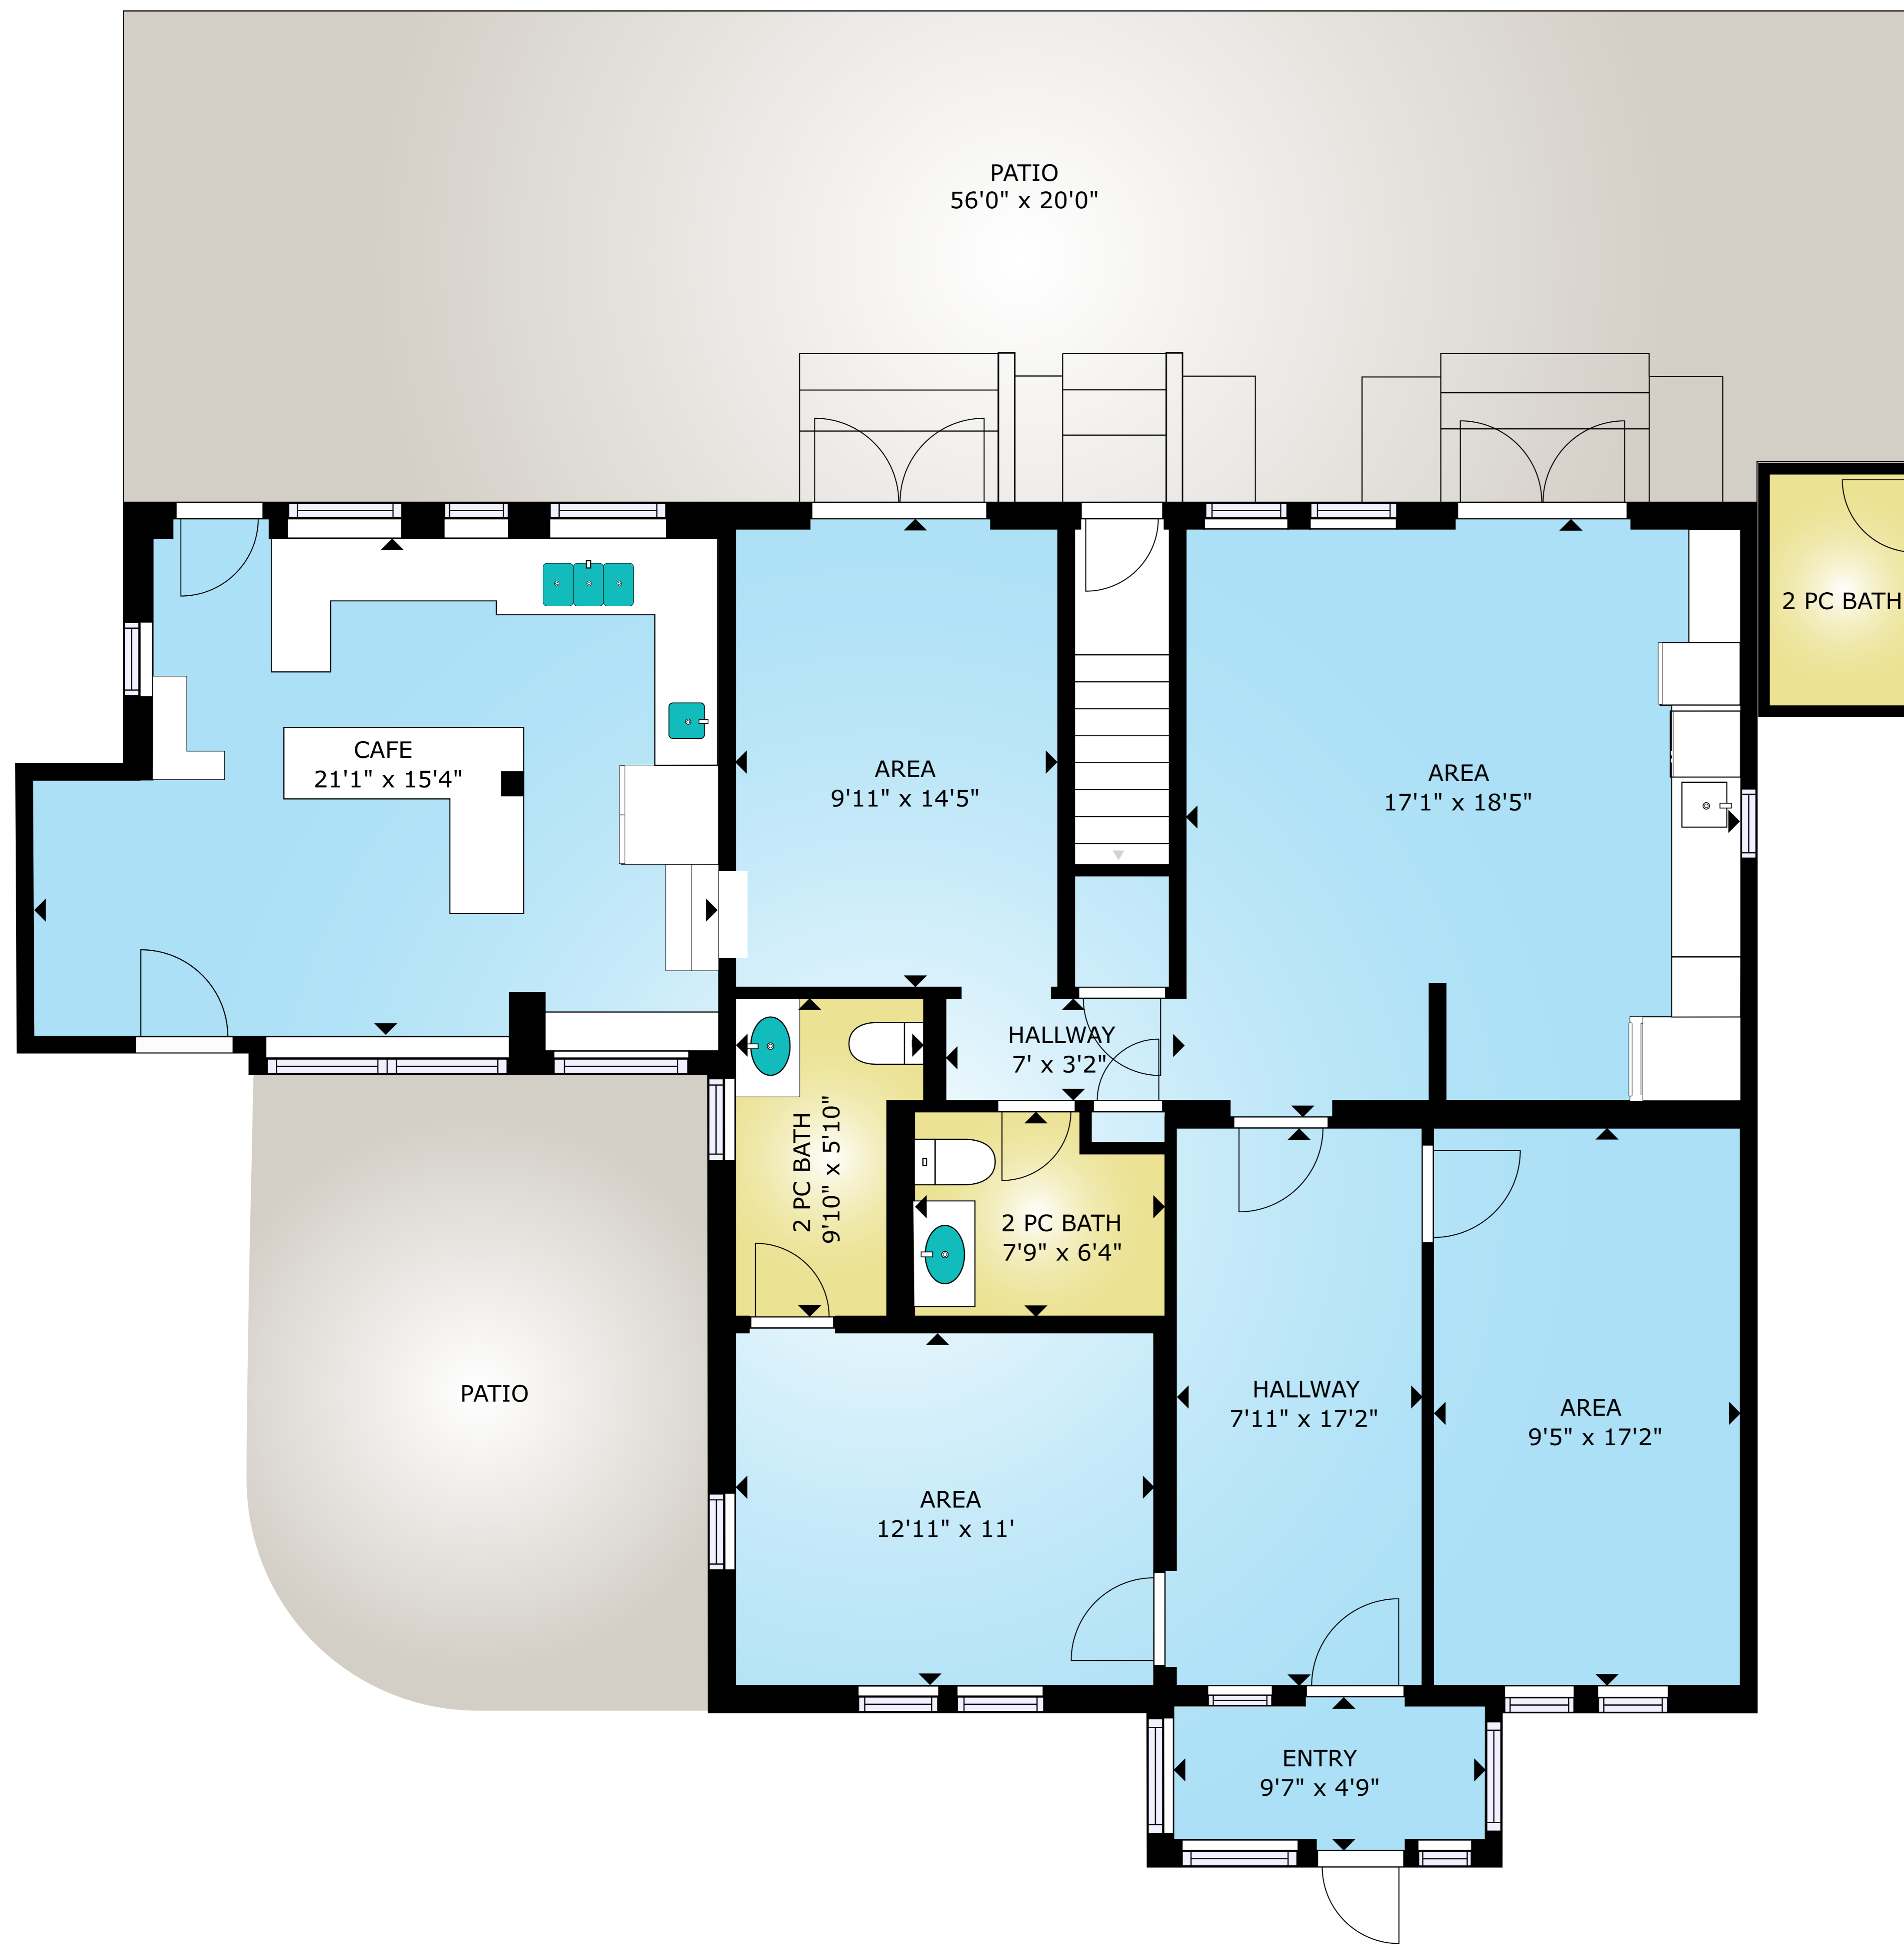 PATIO
56'0" x 20'0"
2 PC BATH
CAFE
21'1" x 15'4"
AREA
9'11" x 14'5"
AREA
17'1" x 18'5"
HALLWAY
7' x 3'2"
2 PC BATH
9'10" x 5'10"
2 PC BATH
7'9" x 6'4"
PATIO
HALLWAY
7'11" x 17'2"
AREA
9'5" x 17'2"
AREA
12'11" x 11'
ENTRY
9'7" x 4'9"